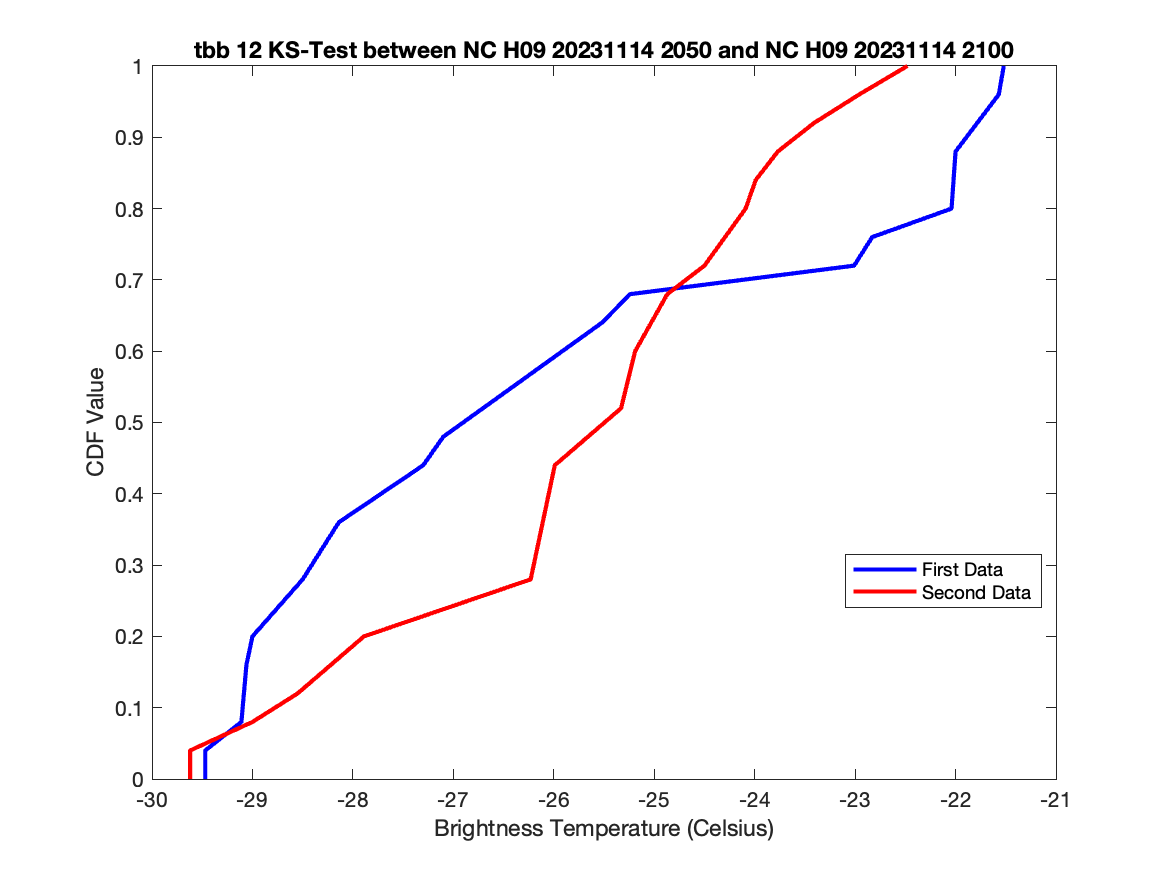 tbb 12 KS-Test between NC H09 20231114 2050 and NC H09 20231114 2100
1
0.9
0.8
0.7
0.6
0.5
0.4
0.3
0.2
0.1
0
CDF Value
First Data
Second Data
-30 -29 -28 -27 -26 -25 -24 -23 -22 -21
Brightness Temperature (Celsius)